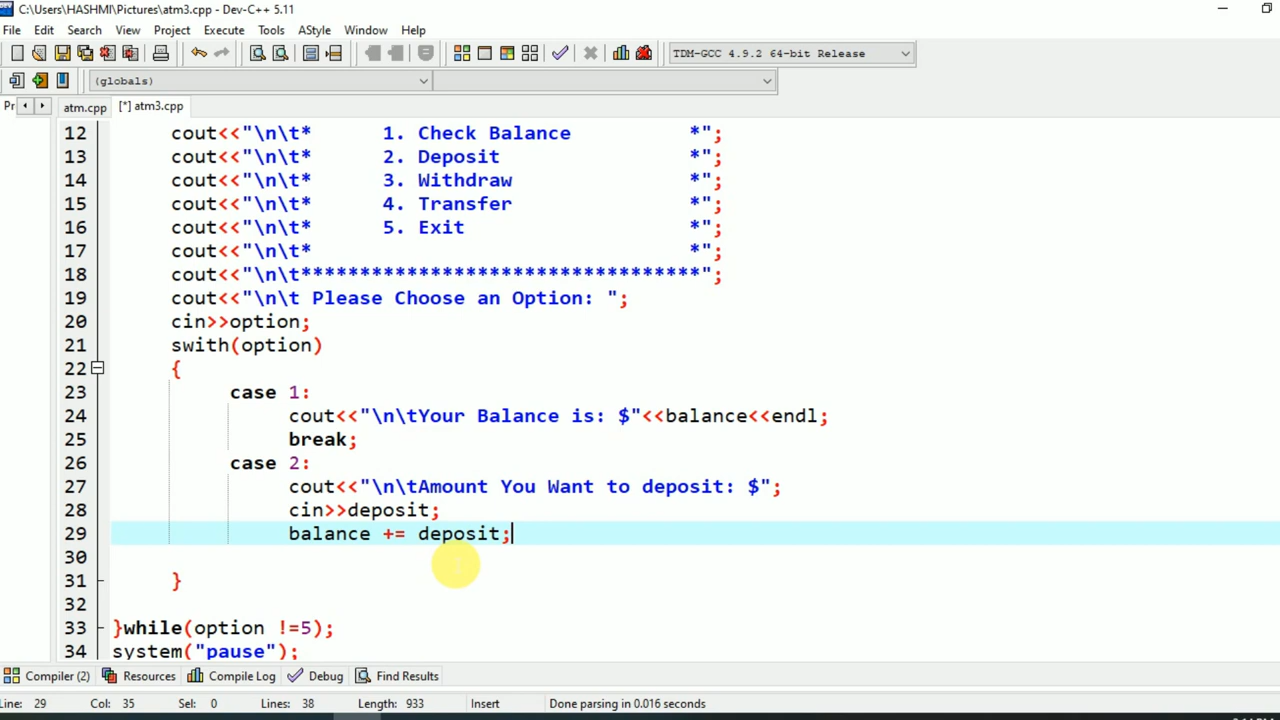 C:\Users\HASHMI\Pictures\atm3.cpp - Dev-C++ 5.11
File Edit Search View Project Execute Tools AStyle Window Help
TDM-GCC 4.9.2 64-bit Release
(globals)
Pr atm.cpp [*] atm3.cpp
12 cout<<"\n\t* 1. Check Balance *";
13 cout<<"\n\t* 2. Deposit *";
14 cout<<"\n\t* 3. Withdraw *";
15 cout<<"\n\t* 4. Transfer *";
16 cout<<"\n\t* 5. Exit *";
17 cout<<"\n\t* *";
18 cout<<"\n\t**********************************";
19 cout<<"\n\t Please Choose an Option: ";
20 cin>>option;
21 swith(option)
22 {
23 case 1:
24 cout<<"\n\tYour Balance is: $"<<balance<<endl;
25 break;
26 case 2:
27 cout<<"\n\tAmount You Want to deposit: $";
28 cin>>deposit;
29 balance += deposit;
30
31 }
32
33 }while(option !=5);
34 system("pause");
Compiler (2) Resources Compile Log Debug Find Results
Line: 29 Col: 35 Sel: 0 Lines: 38 Length: 933 Insert Done parsing in 0.016 seconds